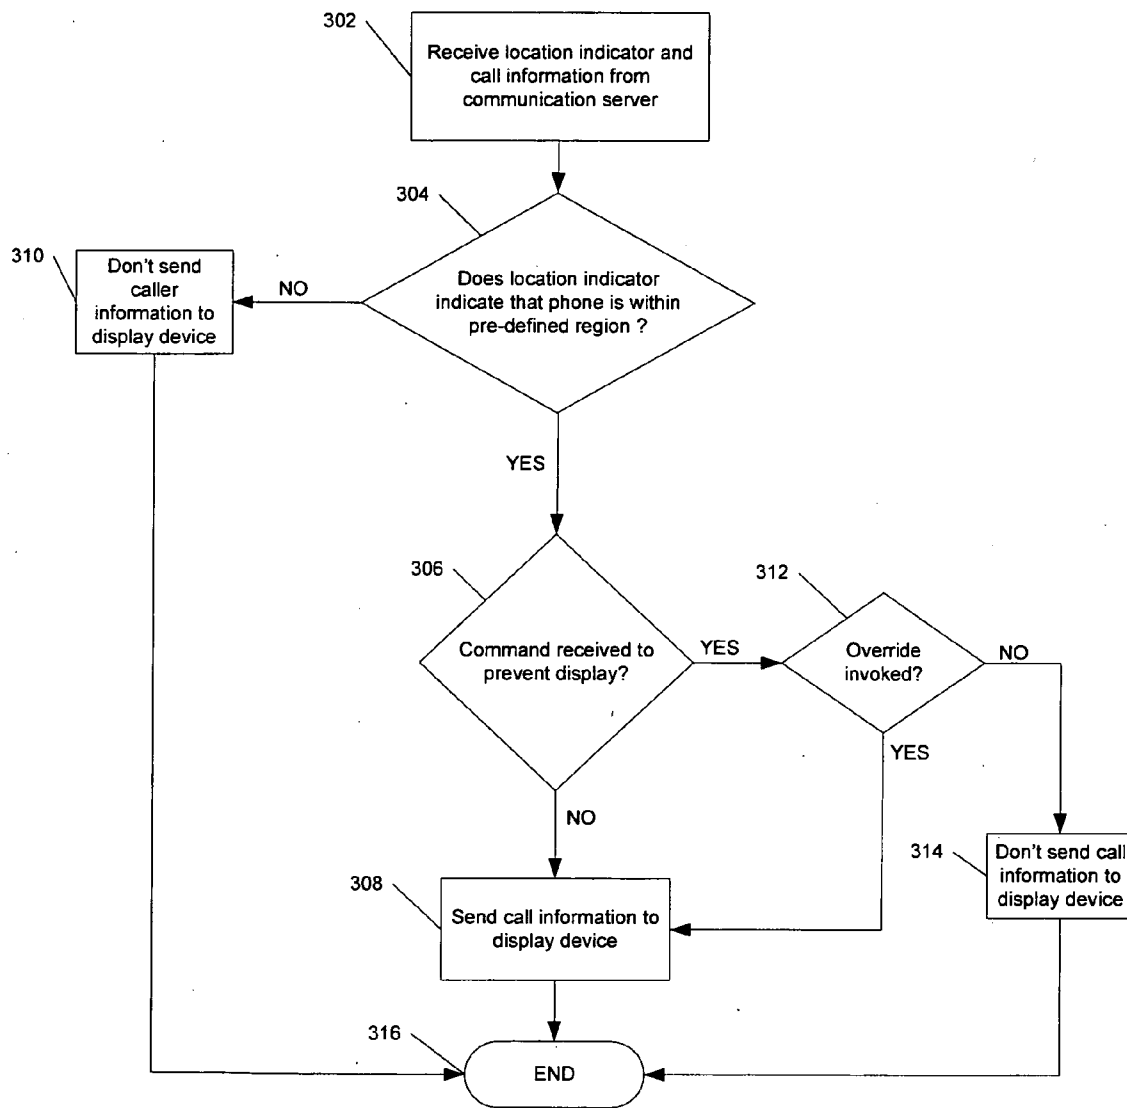 302
Receive location indicator and
call information from
communication server
304
310
Don't send
caller
information to
display device
NO
Does location indicator
indicate that phone is within
pre-defined region ?
YES
306
312
Command received to
prevent display?
YES
Override
invoked?
NO
YES
NO
314
Don't send call
information to
display device
308
Send call information to
display device
316
END